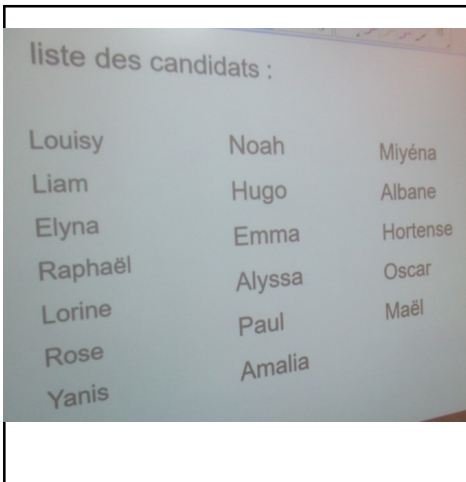 liste des candidats :
Louisy
Liam
Elyna
Raphaël
Lorine
Rose
Yanis
Noah
Hugo
Emma
Alyssa
Paul
Amalia
Miyéna
Albane
Hortense
Oscar
Maël